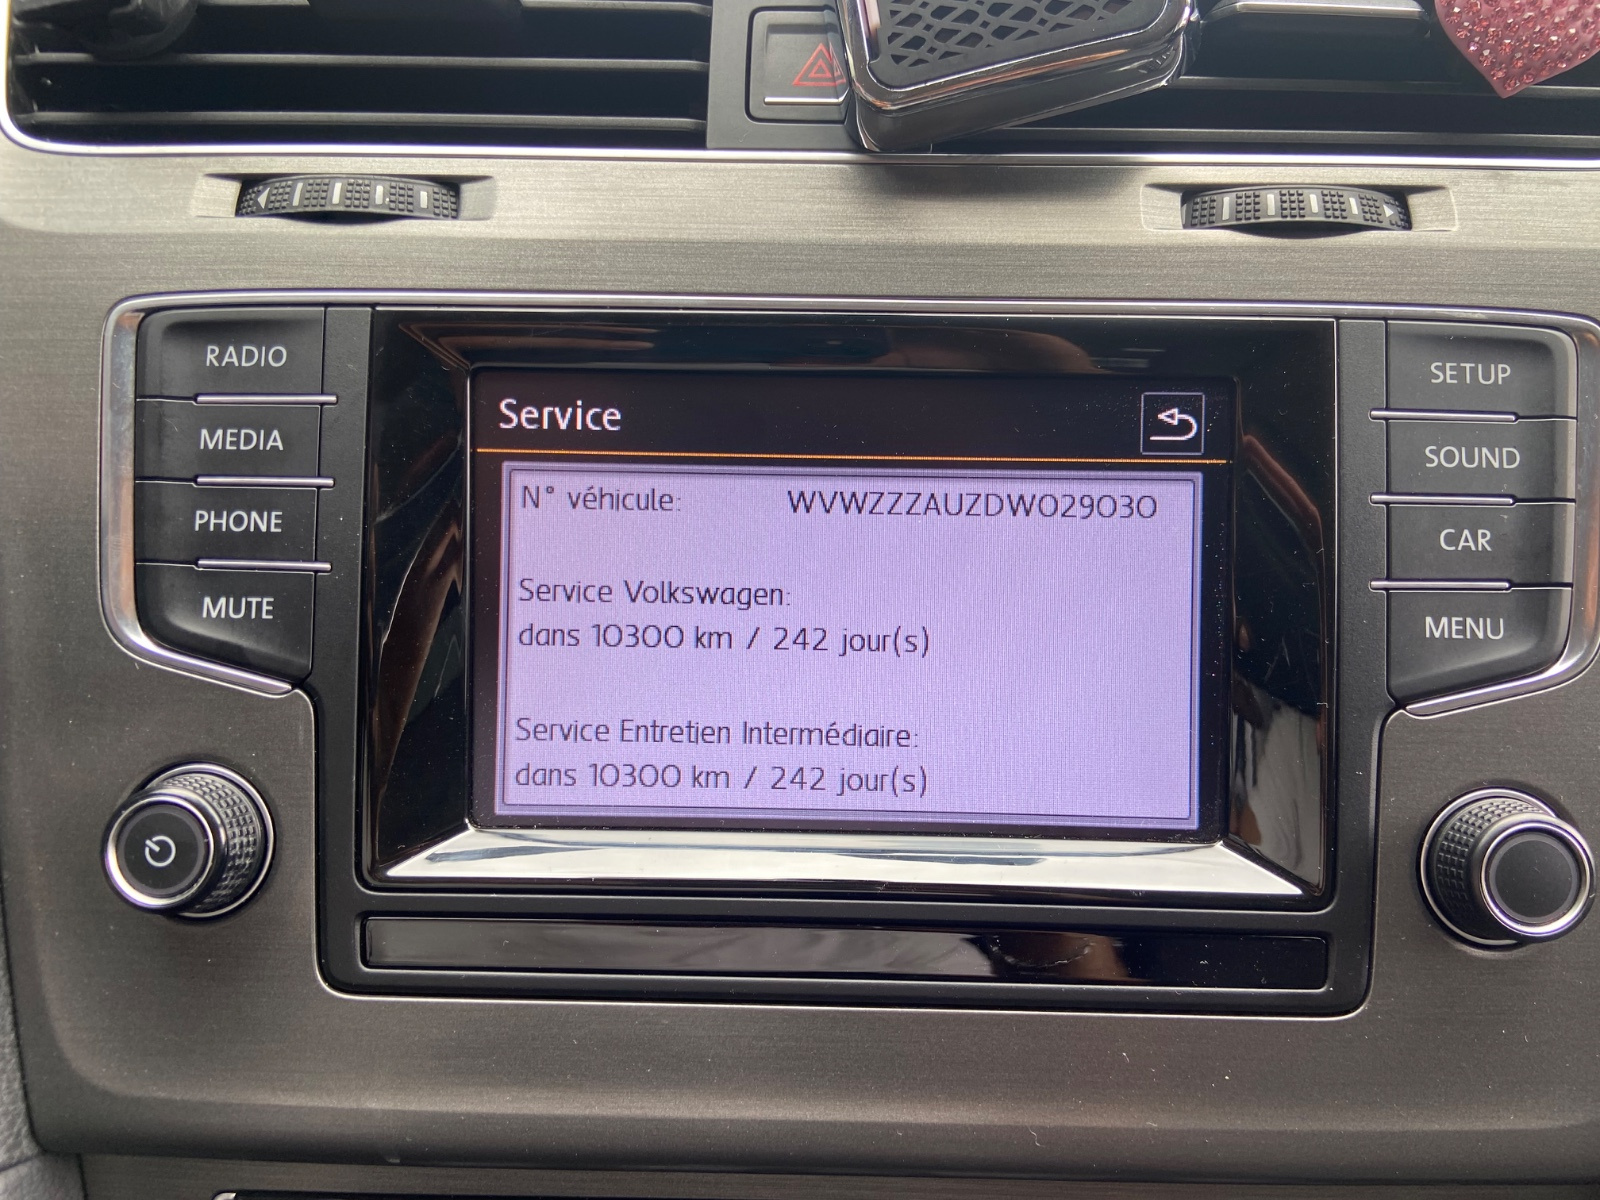 RADIO
MEDIA
PHONE
MUTE
Service
N° véhicule: WVWZZZAUZDW029030
Service Volkswagen:
dans 10300 km / 242 jour(s)
Service Entretien Intermédiaire:
dans 10300 km / 242 jour(s)
SETUP
SOUND
CAR
MENU